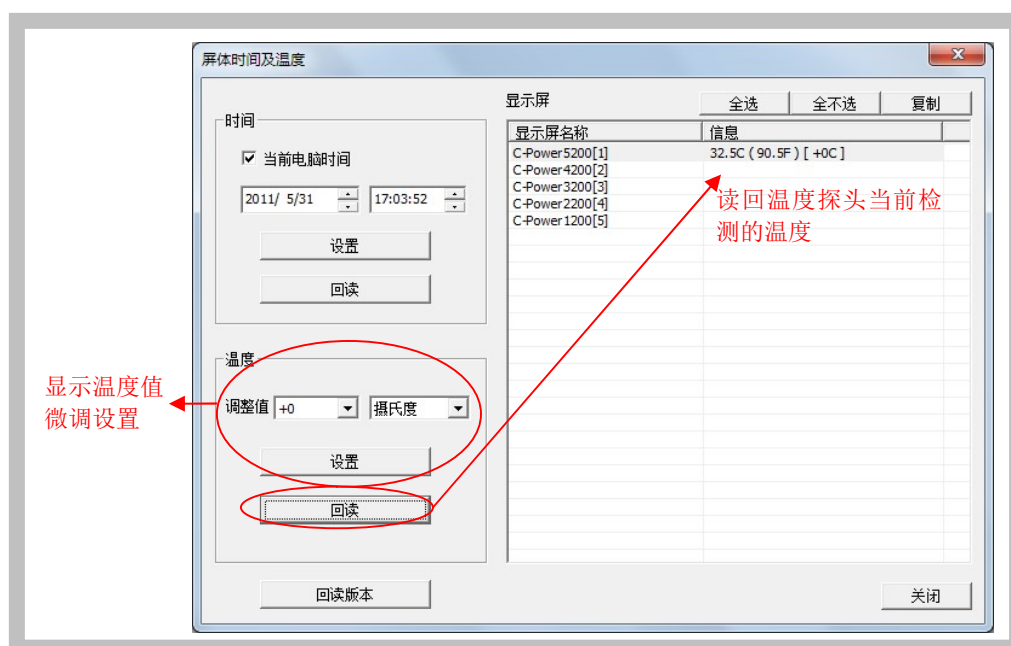 屏体时间及温度
时间
当前电脑时间
2011/ 5/31 17:03:52
设置
回读
温度
调整值 +0 摄氏度
设置
回读
回读版本
显示屏 全选 全不选 复制
显示屏名称 信息
C-Power5200[1] 32.5C ( 90.5F ) [ +0C ]
C-Power4200[2]
C-Power3200[3]
C-Power2200[4]
C-Power1200[5]
读回温度探头当前检
测的温度
显示温度值
微调设置
关闭